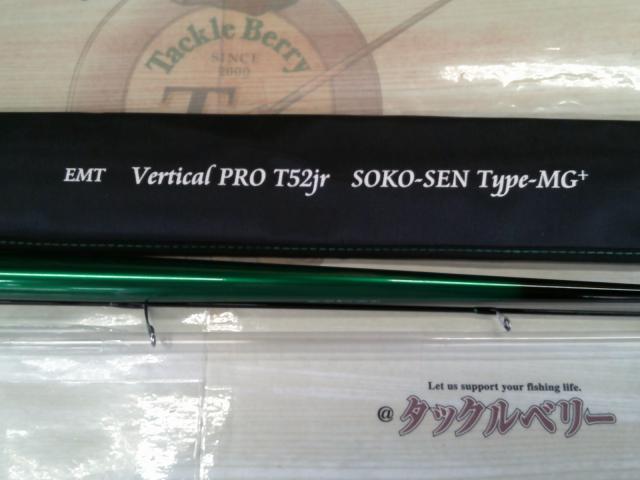 Tackle Berry
SINCE
2000
T
EMT Vertical PRO T52jr SOKO-SEN Type-MG+
Let us support your fishing life.
@ タックルベリー